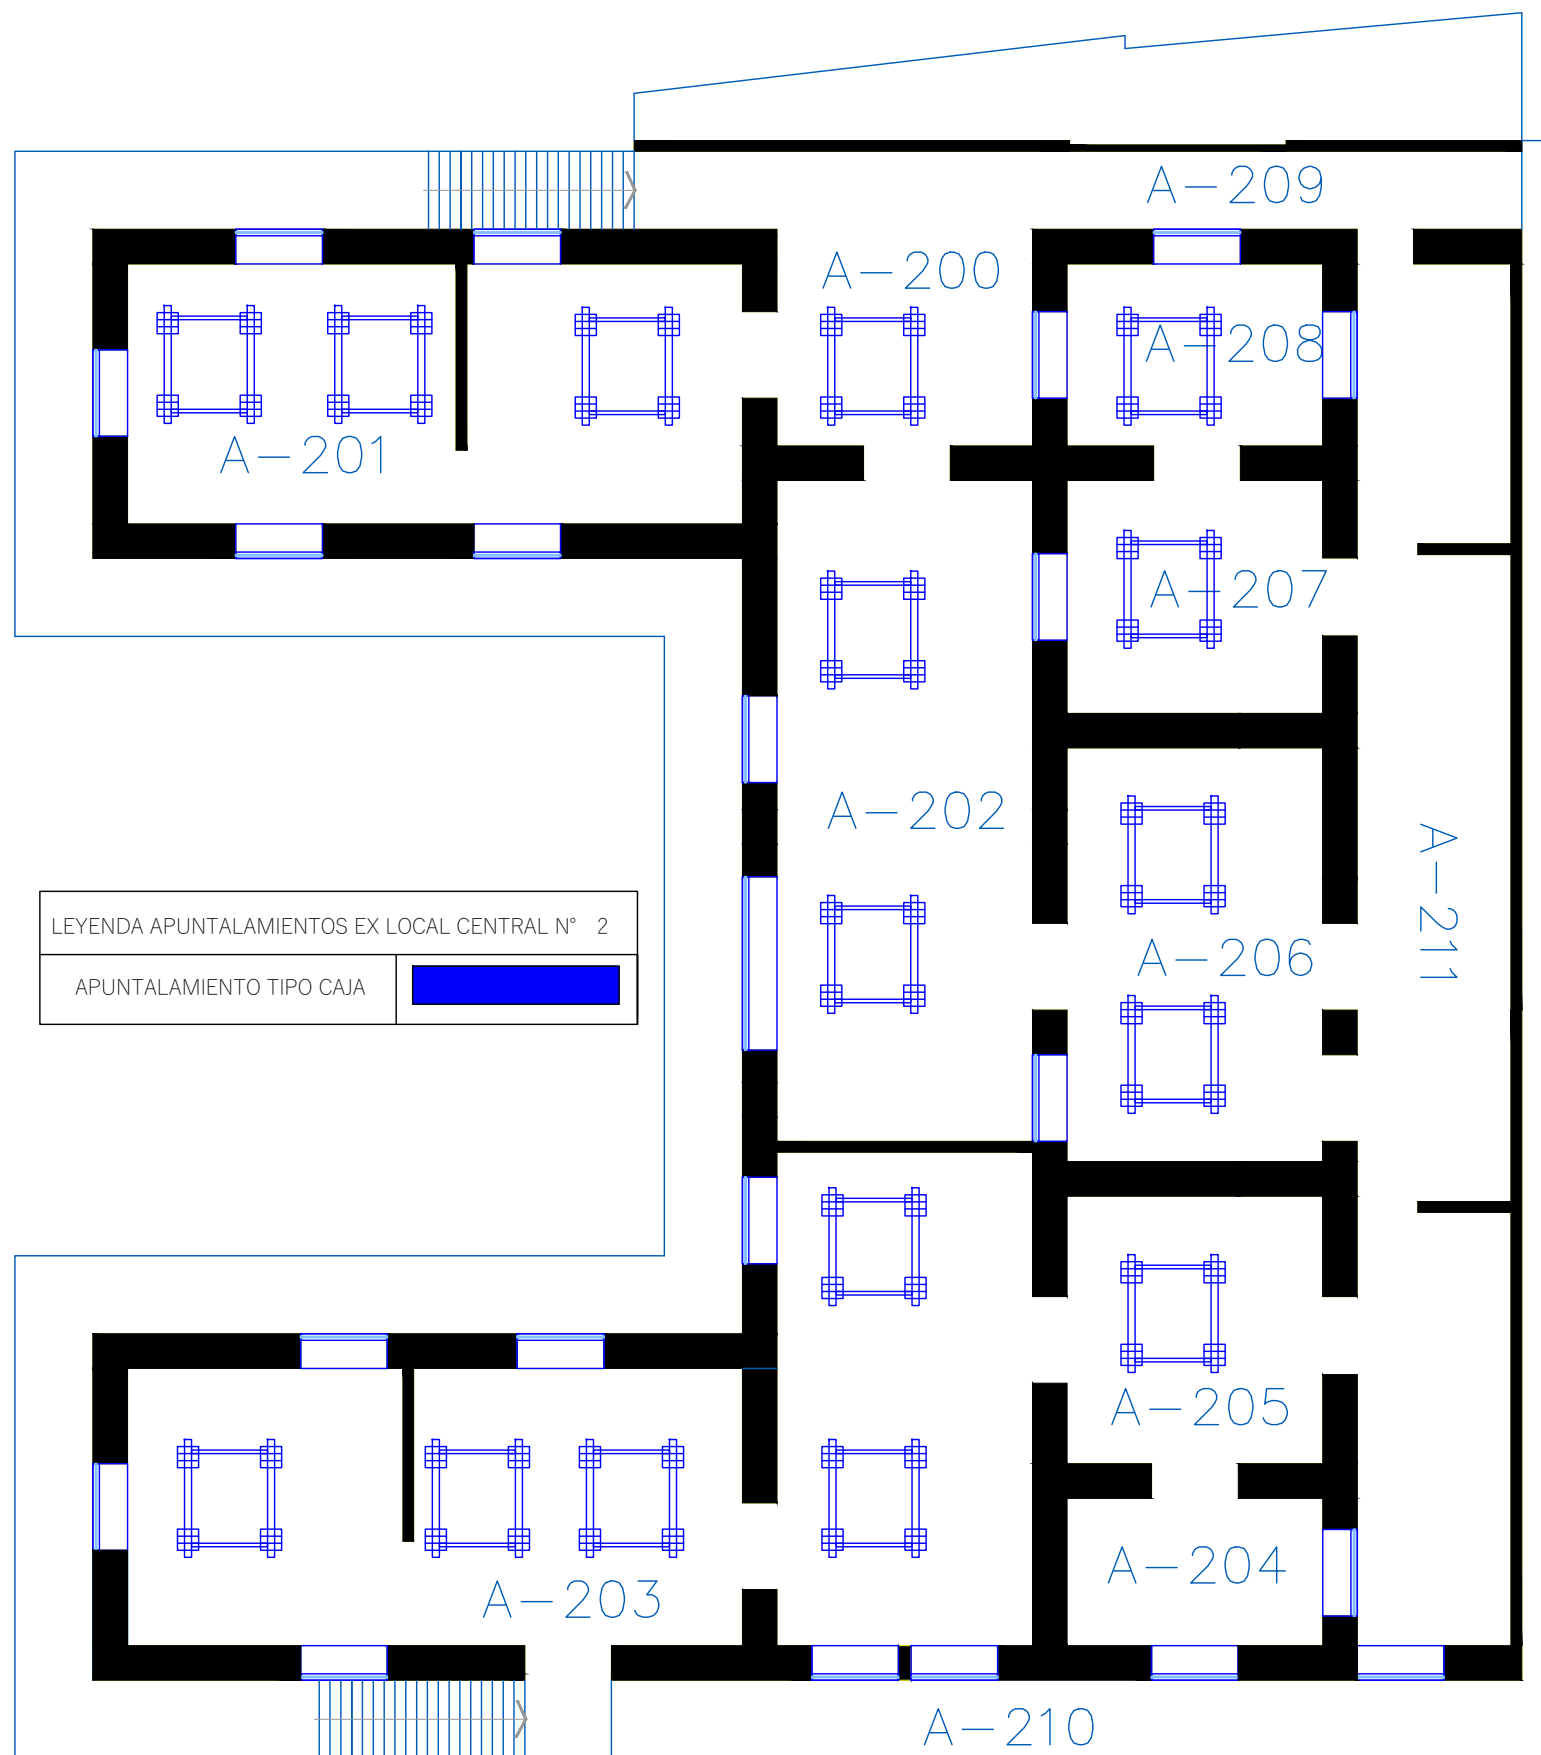 A-209
A-200
A-208
A-201
A-207
A-202
A-211
LEYENDA APUNTALAMIENTOS EX LOCAL CENTRAL N° 2
APUNTALAMIENTO TIPO CAJA
A-206
A-205
A-204
A-203
A-210